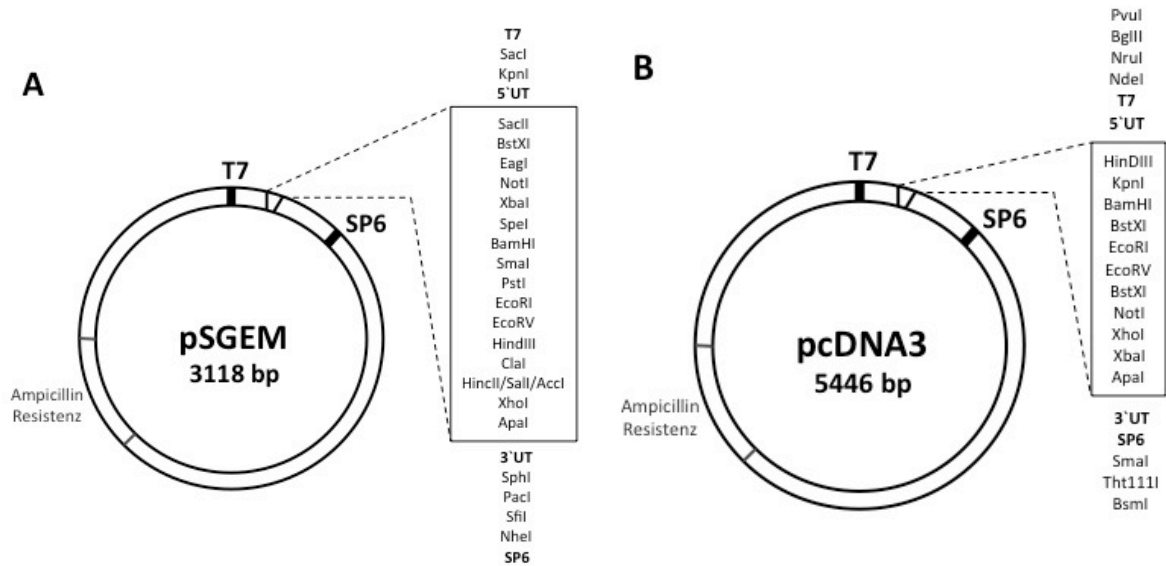 A
T7
SacI
KpnI
5`UT
SacII
BstXI
EagI
NotI
XbaI
SpeI
BamHI
SmaI
PstI
EcoRI
EcoRV
HindIII
ClaI
HincII/SalI/AccI
XhoI
ApaI
3`UT
SphI
PacI
SfiI
NheI
SP6
T7
SP6
pSGEM
3118 bp
Ampicillin
Resistenz
B
PvuI
BgIII
NruI
NdeI
T7
5`UT
HinDIII
KpnI
BamHI
BstXI
EcoRI
EcoRV
BstXI
NotI
XhoI
XbaI
ApaI
3`UT
SP6
SmaI
Tht111I
BsmI
T7
SP6
pcDNA3
5446 bp
Ampicillin
Resistenz